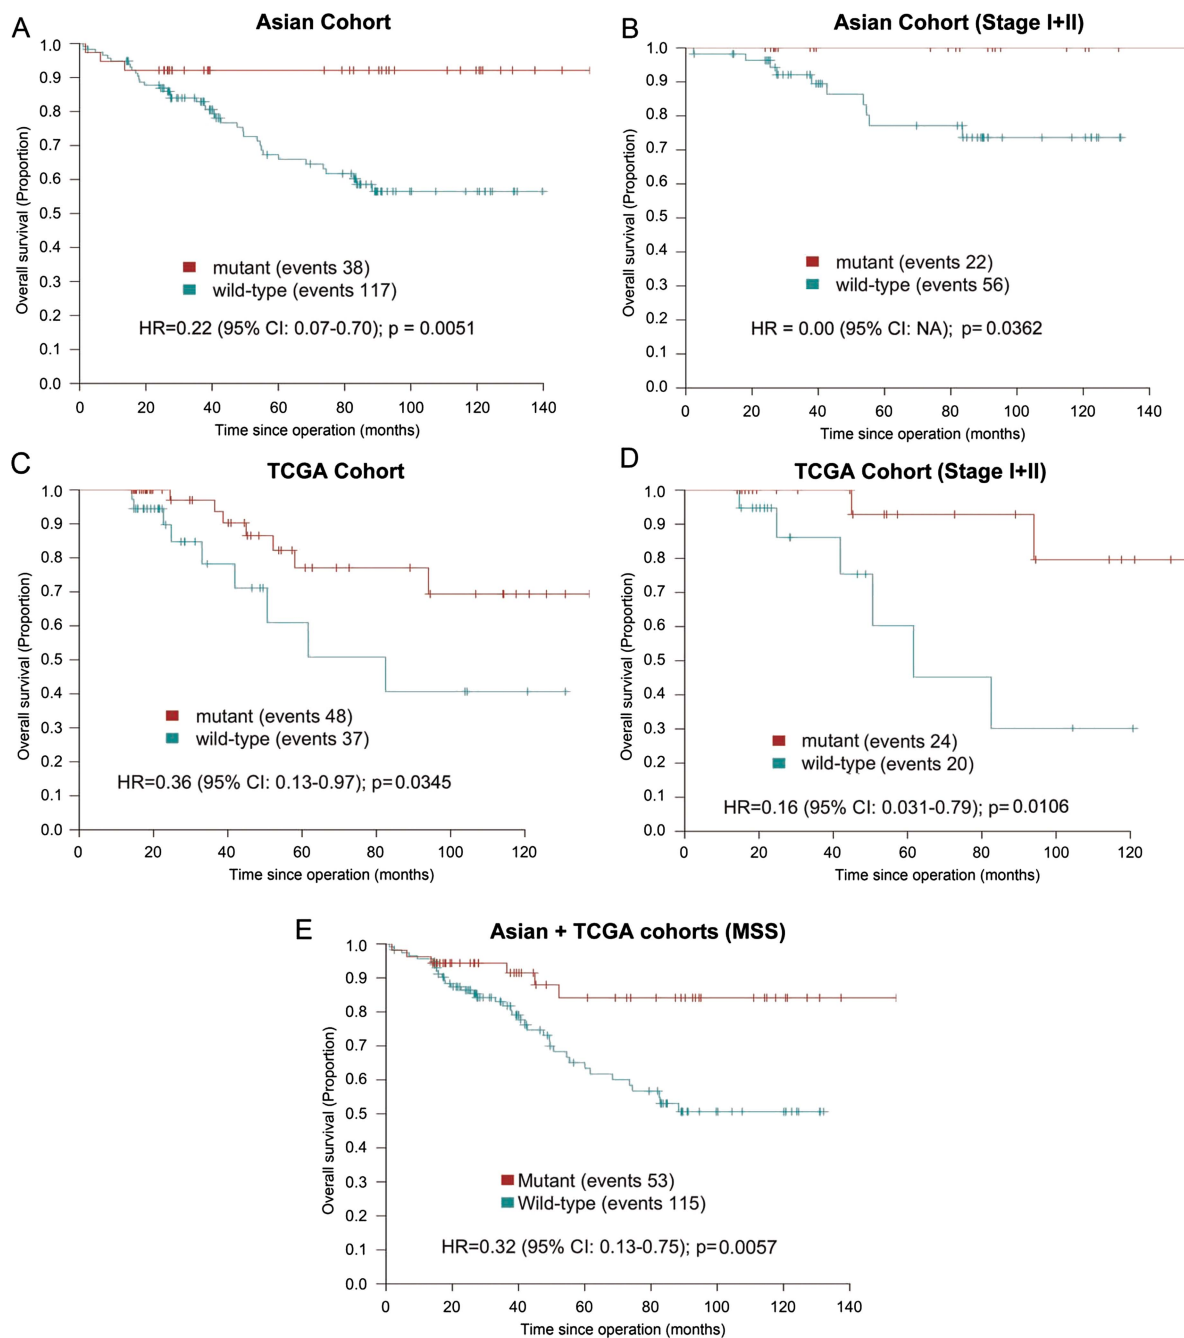 A
Asian Cohort
1.0
0.9
0.8
0.7
0.6
0.5
0.4
0.3
0.2
0.1
0.0
Overall survival (Proportion)
mutant (events 38)
wild-type (events 117)
HR=0.22 (95% CI: 0.07-0.70); p = 0.0051
0 20 40 60 80 100 120 140
Time since operation (months)
B
Asian Cohort (Stage I+II)
1.0
0.9
0.8
0.7
0.6
0.5
0.4
0.3
0.2
0.1
0.0
Overall survival (Proportion)
mutant (events 22)
wild-type (events 56)
HR = 0.00 (95% CI: NA); p= 0.0362
0 20 40 60 80 100 120 140
Time since operation (months)
C
TCGA Cohort
1.0
0.9
0.8
0.7
0.6
0.5
0.4
0.3
0.2
0.1
0.0
Overall survival (Proportion)
mutant (events 48)
wild-type (events 37)
HR=0.36 (95% CI: 0.13-0.97); p=0.0345
0 20 40 60 80 100 120
Time since operation (months)
D
TCGA Cohort (Stage I+II)
1.0
0.9
0.8
0.7
0.6
0.5
0.4
0.3
0.2
0.1
0.0
Overall survival (Proportion)
mutant (events 24)
wild-type (events 20)
HR=0.16 (95% CI: 0.031-0.79); p=0.0106
0 20 40 60 80 100 120
Time since operation (months)
E
Asian + TCGA cohorts (MSS)
1.0
0.9
0.8
0.7
0.6
0.5
0.4
0.3
0.2
0.1
0.0
Overall survival (Proportion)
Mutant (events 53)
Wild-type (events 115)
HR=0.32 (95% CI: 0.13-0.75); p=0.0057
0 20 40 60 80 100 120 140
Time since operation (months)